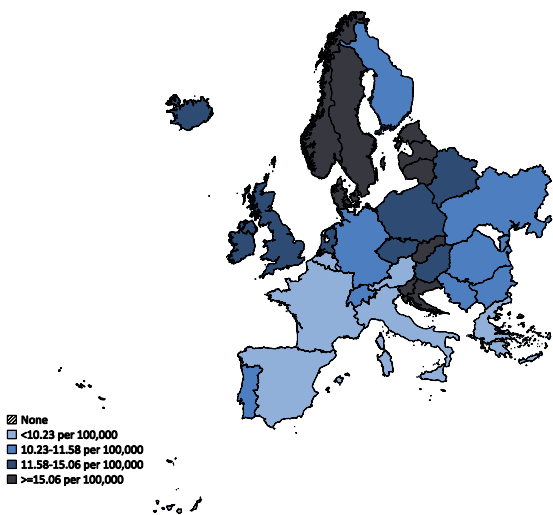 None
<10.23 per 100,000
10.23-11.58 per 100,000
11.58-15.06 per 100,000
>=15.06 per 100,000